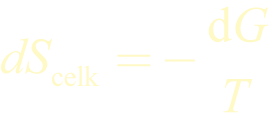 dS_celk = − dG/T